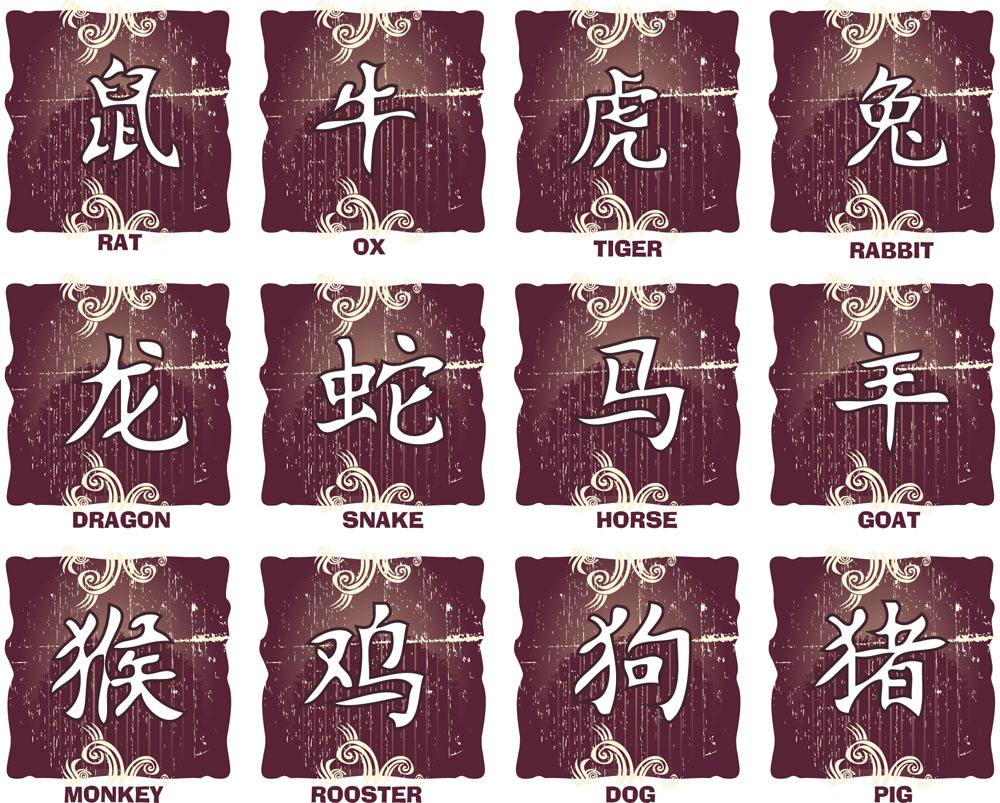 鼠 牛 虎 兔
RAT OX TIGER RABBIT
龙 蛇 马 羊
DRAGON SNAKE HORSE GOAT
猴 鸡 狗 猪
MONKEY ROOSTER DOG PIG